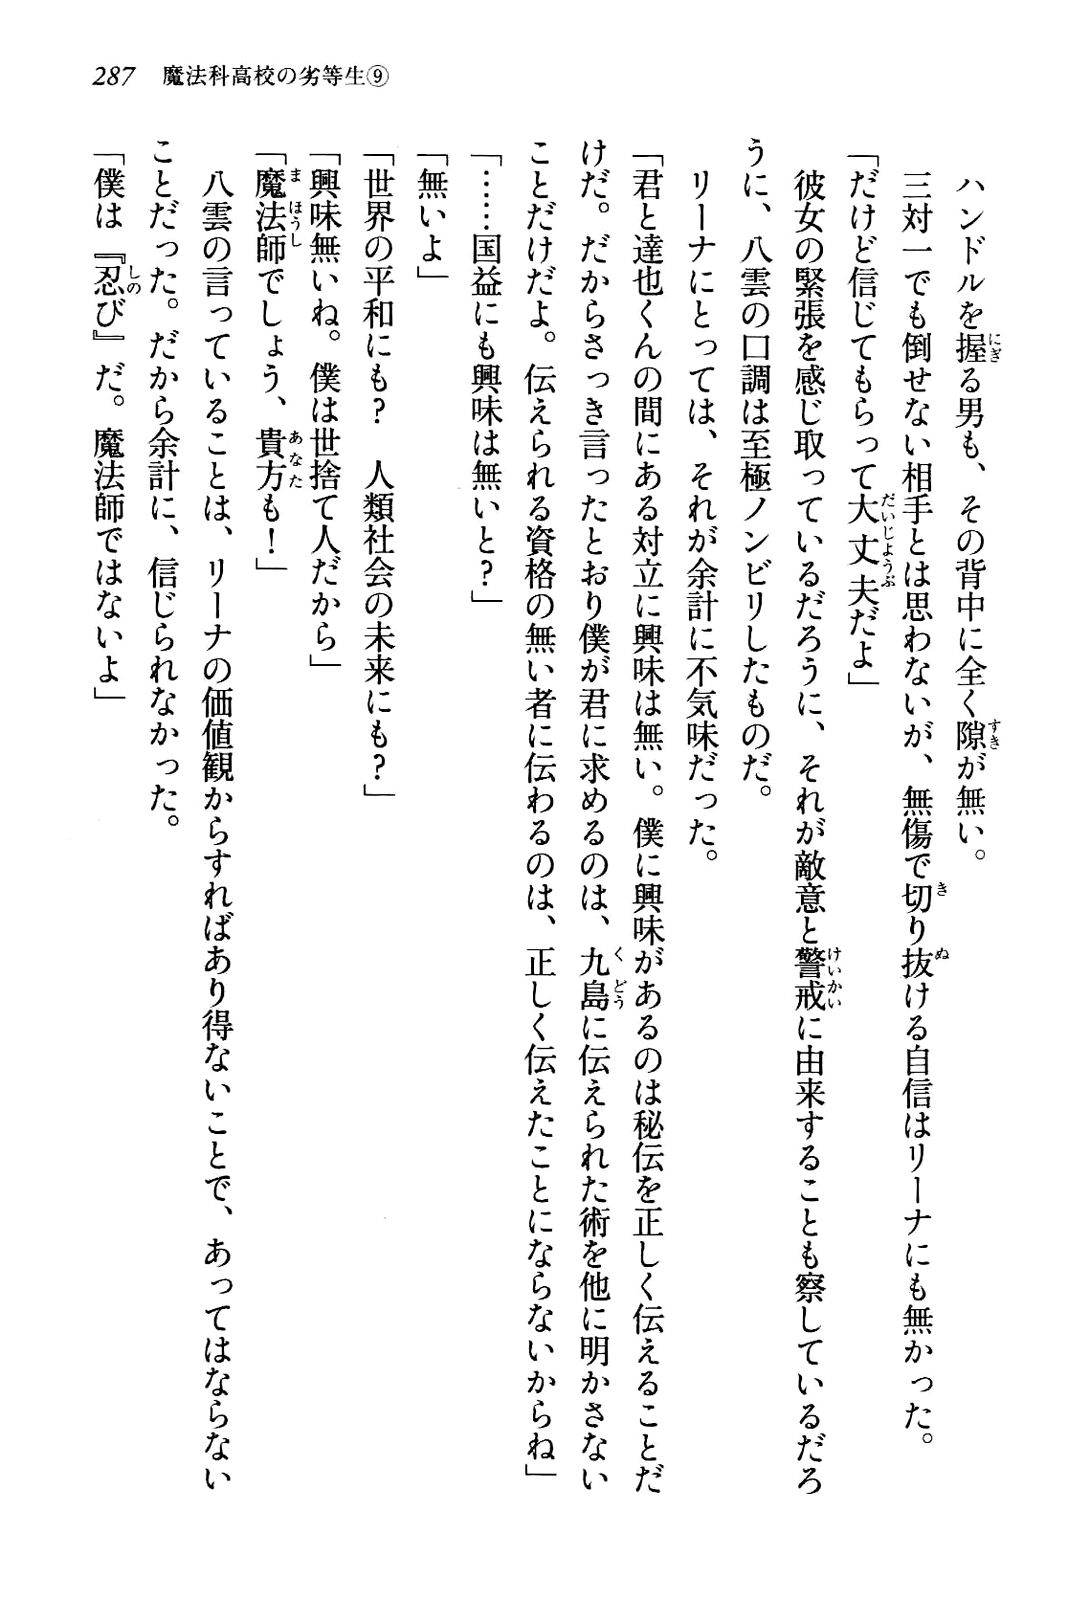 287　魔法科高校の劣等生⑨
　ハンドルを握る男も、その背中に全く隙が無い。
　三対一でも倒せない相手とは思わないが、無傷で切り抜ける自信はリーナにも無かった。
「だけど信じてもらって大丈夫だよ」
　彼女の緊張を感じ取っているだろうに、それが敵意と警戒に由来することも察しているだろ
うに、八雲の口調は至極ノンビリしたものだ。
　リーナにとっては、それが余計に不気味だった。
「君と達也くんの間にある対立に興味は無い。僕に興味があるのは秘伝を正しく伝えることだ
けだ。だからさっき言ったとおり僕が君に求めるのは、九島に伝えられた術を他に明かさない
ことだけだよ。伝えられる資格の無い者に伝わるのは、正しく伝えたことにならないからね」
「……国益にも興味は無いと？」
「無いよ」
「世界の平和にも？　人類社会の未来にも？」
「興味無いね。僕は世捨て人だから」
「魔法師でしょう、貴方も！」
　八雲の言っていることは、リーナの価値観からすればあり得ないことで、あってはならない
ことだった。だから余計に、信じられなかった。
「僕は『忍び』だ。魔法師ではないよ」